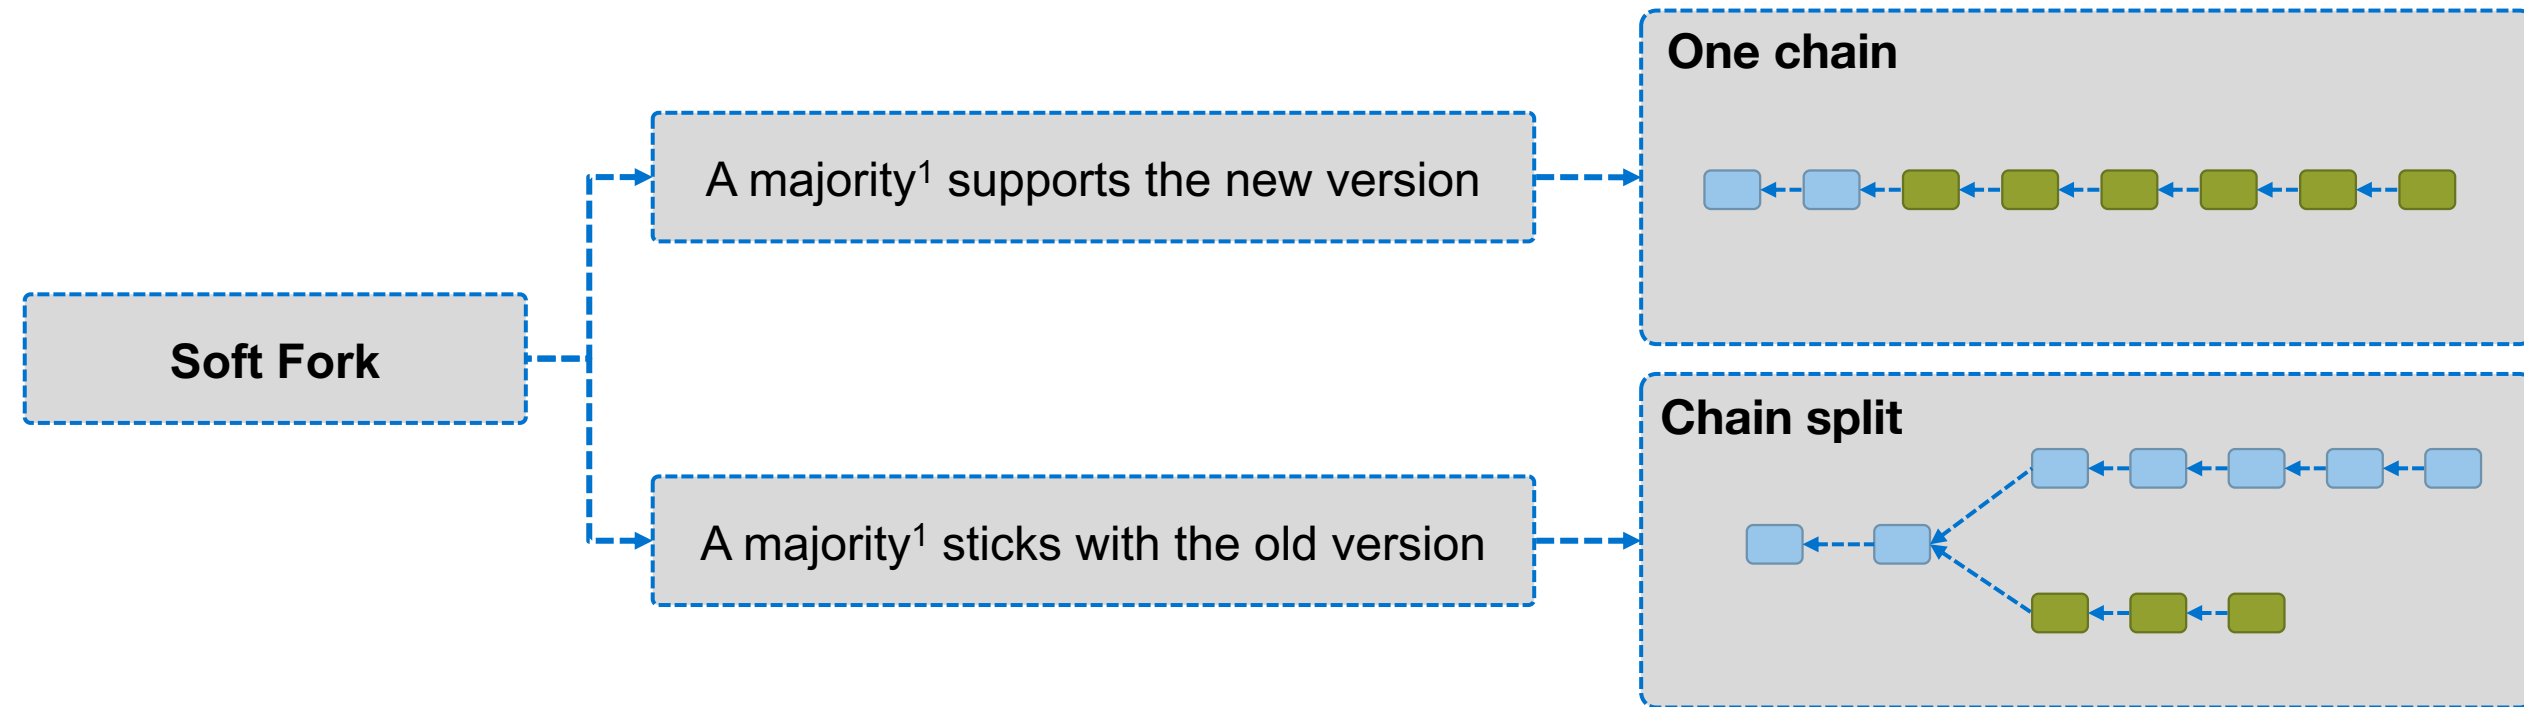 One chain
A majority¹ supports the new version
Soft Fork
Chain split
A majority¹ sticks with the old version